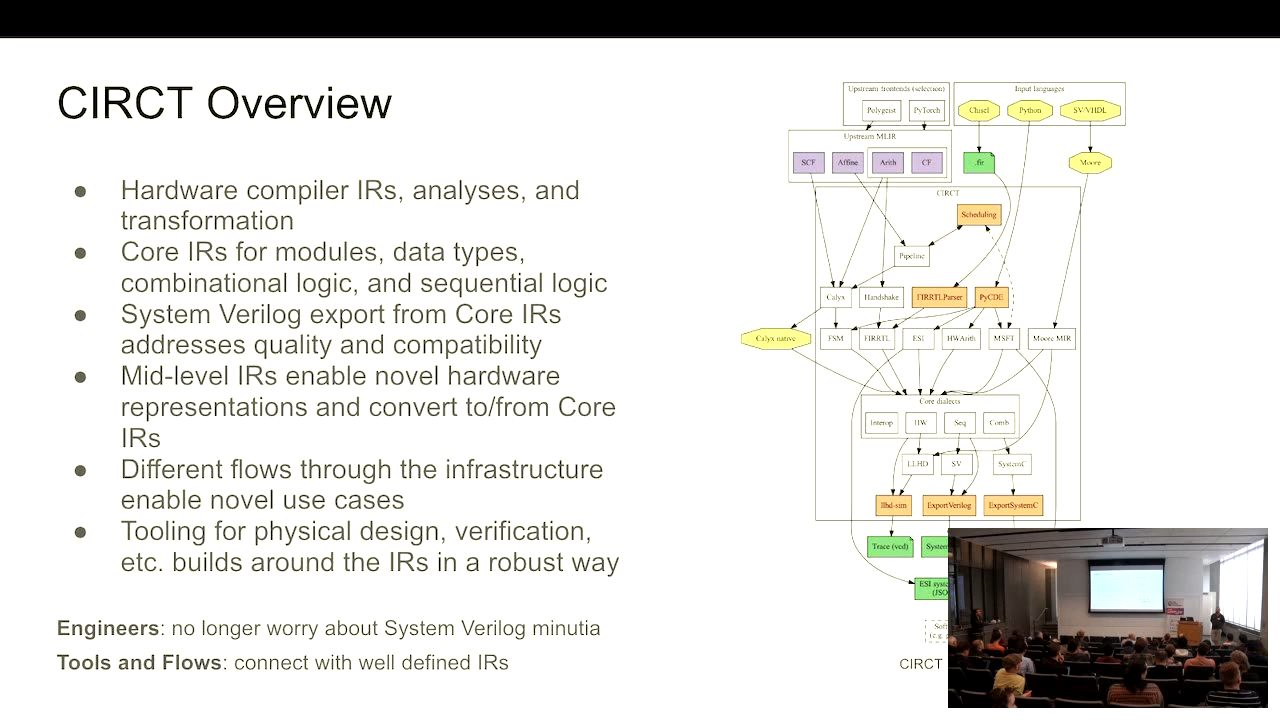 CIRCT Overview
● Hardware compiler IRs, analyses, and
transformation
● Core IRs for modules, data types,
combinational logic, and sequential logic
● System Verilog export from Core IRs
addresses quality and compatibility
● Mid-level IRs enable novel hardware
representations and convert to/from Core
IRs
● Different flows through the infrastructure
enable novel use cases
● Tooling for physical design, verification,
etc. builds around the IRs in a robust way
Engineers: no longer worry about System Verilog minutia
Tools and Flows: connect with well defined IRs
Upstream frontends (selection)
Input languages
Polygeist
PyTorch
Chisel
Python
SV/VHDL
Upstream MLIR
SCF
Affine
Arith
CF
.fir
Moore
CIRCT
Scheduling
Pipeline
Calyx
Handshake
FIRRTLParser
PyCDE
Calyx native
FSM
FIRRTL
ESI
HWArith
MSFT
Moore MIR
Core dialects
Interop
HW
Seq
Comb
LLHD
SV
SystemC
llhd-sim
ExportVerilog
ExportSystemC
Trace (vcd)
System
ESI syst
(JSO
Soft
(e.g.
CIRCT